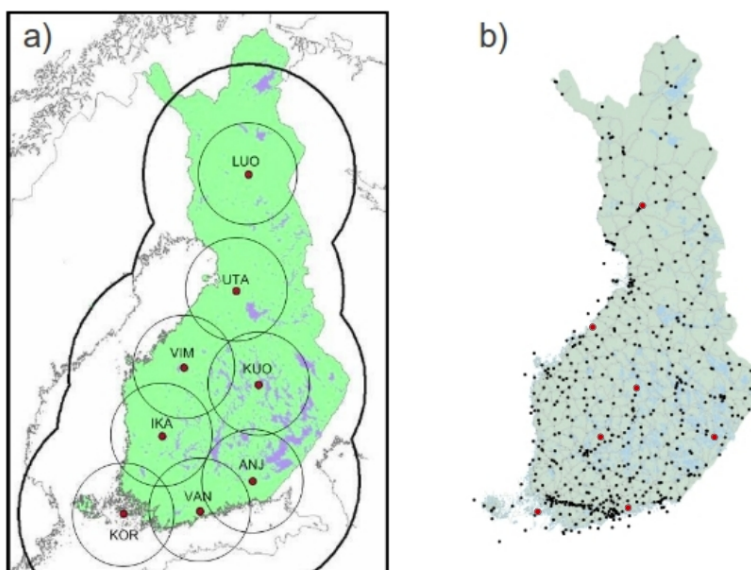 a)
b)
LUO
UTA
VIM
KUO
IKA
ANJ
VAN
KOR